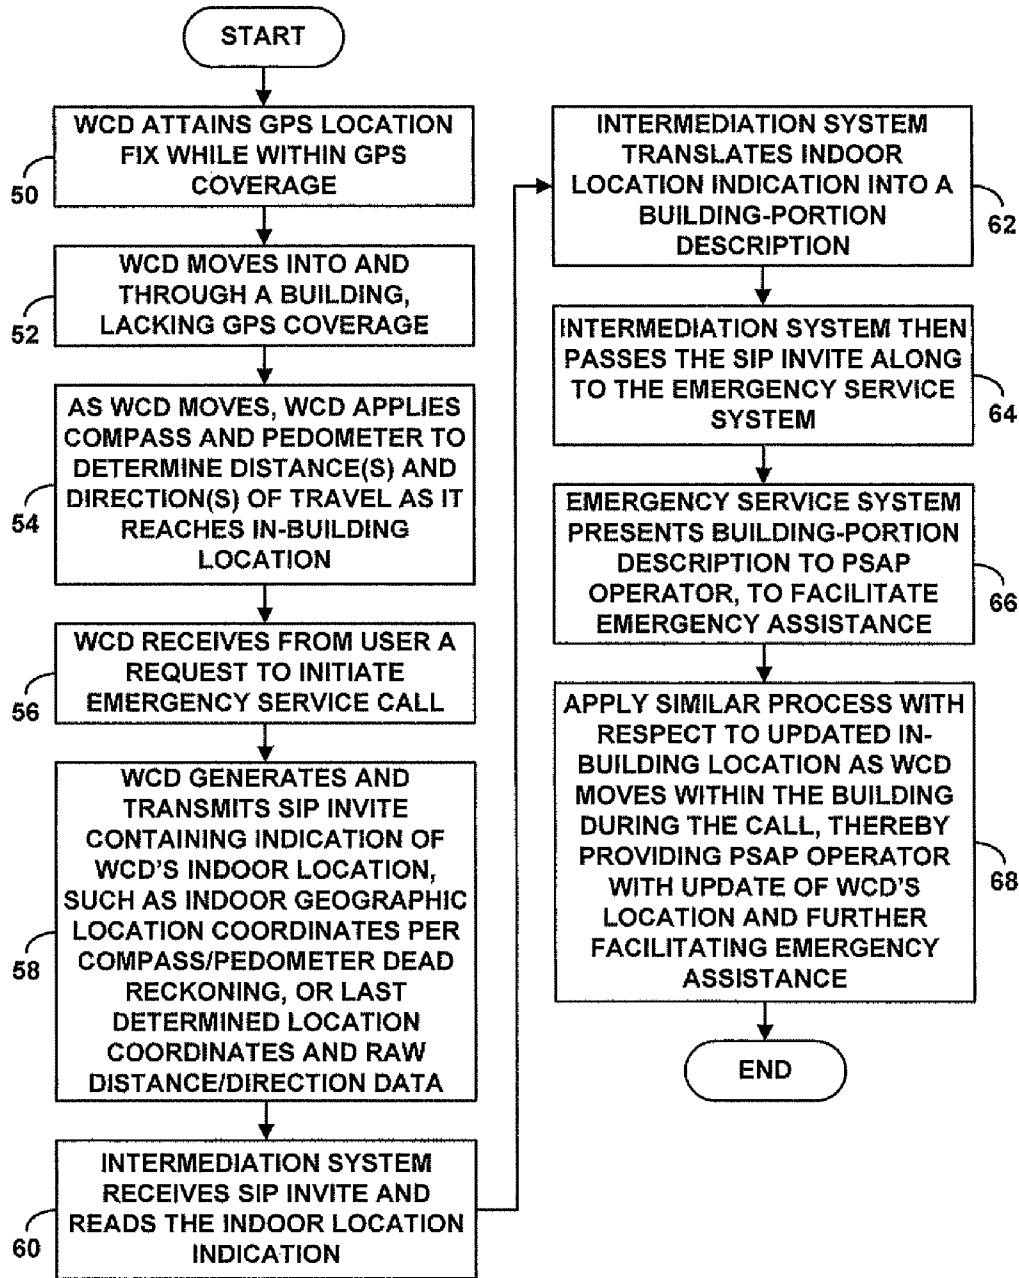 START
WCD ATTAINS GPS LOCATION
FIX WHILE WITHIN GPS
COVERAGE
50
WCD MOVES INTO AND
THROUGH A BUILDING,
LACKING GPS COVERAGE
52
AS WCD MOVES, WCD APPLIES
COMPASS AND PEDOMETER TO
DETERMINE DISTANCE(S) AND
DIRECTION(S) OF TRAVEL AS IT
REACHES IN-BUILDING
LOCATION
54
WCD RECEIVES FROM USER A
REQUEST TO INITIATE
EMERGENCY SERVICE CALL
56
WCD GENERATES AND
TRANSMITS SIP INVITE
CONTAINING INDICATION OF
WCD'S INDOOR LOCATION,
SUCH AS INDOOR GEOGRAPHIC
LOCATION COORDINATES PER
COMPASS/PEDOMETER DEAD
RECKONING, OR LAST
DETERMINED LOCATION
COORDINATES AND RAW
DISTANCE/DIRECTION DATA
58
INTERMEDIATION SYSTEM
RECEIVES SIP INVITE AND
READS THE INDOOR LOCATION
INDICATION
60
INTERMEDIATION SYSTEM
TRANSLATES INDOOR
LOCATION INDICATION INTO A
BUILDING-PORTION
DESCRIPTION
62
INTERMEDIATION SYSTEM THEN
PASSES THE SIP INVITE ALONG
TO THE EMERGENCY SERVICE
SYSTEM
64
EMERGENCY SERVICE SYSTEM
PRESENTS BUILDING-PORTION
DESCRIPTION TO PSAP
OPERATOR, TO FACILITATE
EMERGENCY ASSISTANCE
66
APPLY SIMILAR PROCESS WITH
RESPECT TO UPDATED IN-
BUILDING LOCATION AS WCD
MOVES WITHIN THE BUILDING
DURING THE CALL, THEREBY
PROVIDING PSAP OPERATOR
WITH UPDATE OF WCD'S
LOCATION AND FURTHER
FACILITATING EMERGENCY
ASSISTANCE
68
END